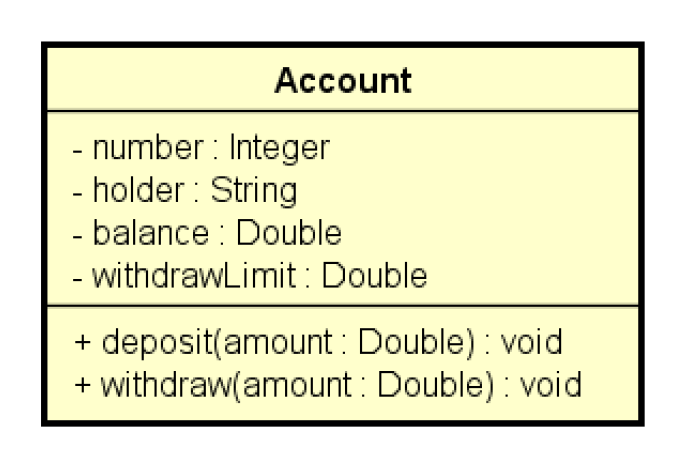 Account
- number : Integer
- holder : String
- balance : Double
- withdrawLimit : Double
+ deposit(amount : Double) : void
+ withdraw(amount : Double) : void